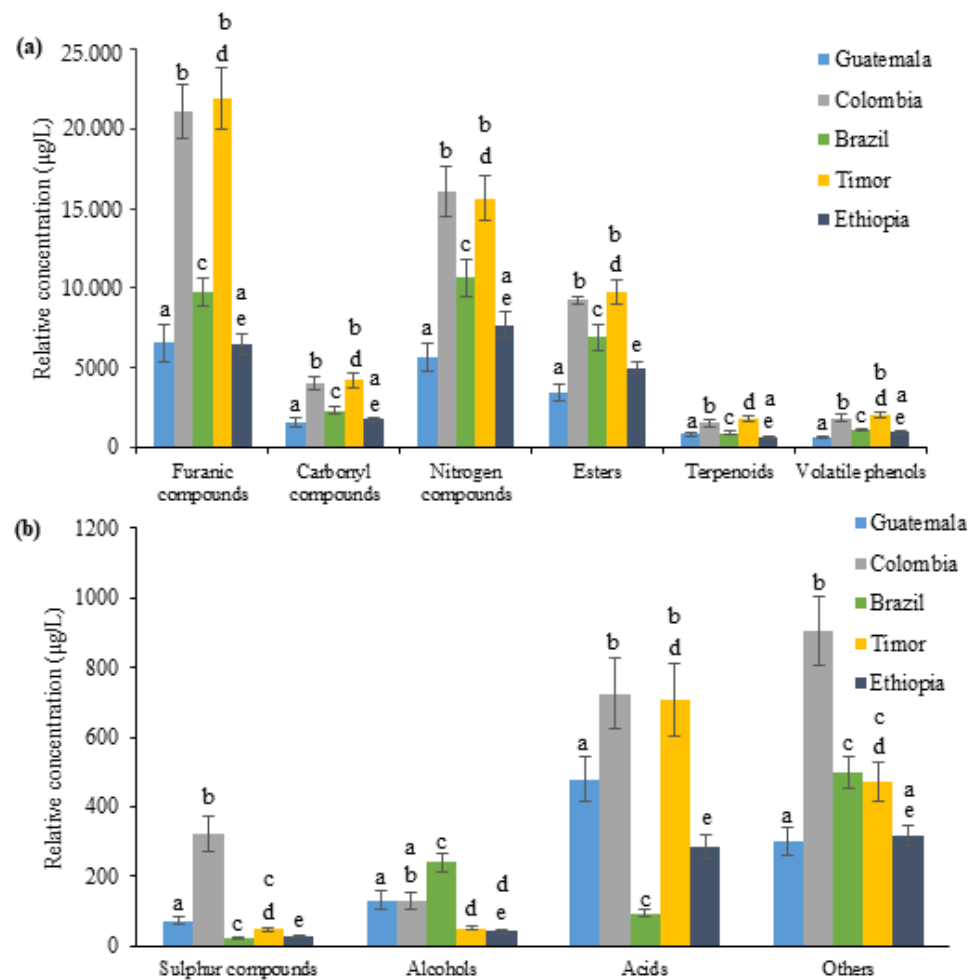 (a)
Relative concentration (µg/L)
25.000
20.000
15.000
10.000
5000
0
Guatemala
Colombia
Brazil
Timor
Ethiopia
b
b d
c
a
a e
a
b
c
b d
a e
a
b
c
b d
a e
a
b
c
b d
e
a
b
c
d
a e
a
b
c
b d
a e
Furanic compounds
Carbonyl compounds
Nitrogen compounds
Esters
Terpenoids
Volatile phenols
(b)
Relative concentration (µg/L)
1200
1000
800
600
400
200
0
Guatemala
Colombia
Brazil
Timor
Ethiopia
a
b
c
c d
e
a
a b
c
d
d e
a
b
c
b d
e
a
b
c
c d
a e
Sulphur compounds
Alcohols
Acids
Others